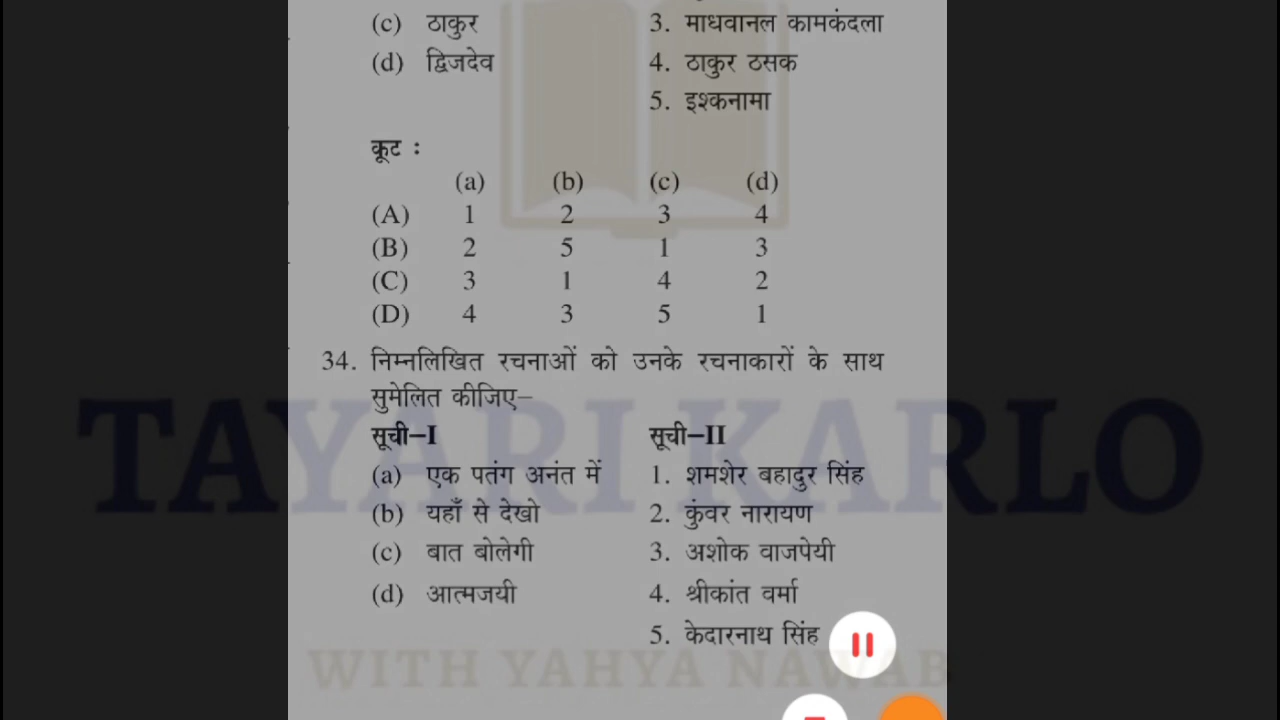 (c) ठाकुर 3. माधवानल कामकंदला
(d) द्विजदेव 4. ठाकुर ठसक
5. इश्कनामा
कूट :
(a) (b) (c) (d)
(A) 1 2 3 4
(B) 2 5 1 3
(C) 3 1 4 2
(D) 4 3 5 1
34. निम्नलिखित रचनाओं को उनके रचनाकारों के साथ
सुमेलित कीजिए–
सूची–I सूची–II
(a) एक पतंग अनंत में 1. शमशेर बहादुर सिंह
(b) यहाँ से देखो 2. कुंवर नारायण
(c) बात बोलेगी 3. अशोक वाजपेयी
(d) आत्मजयी 4. श्रीकांत वर्मा
5. केदारनाथ सिंह
TAYARI KARLO
WITH YAHYA NAWAB